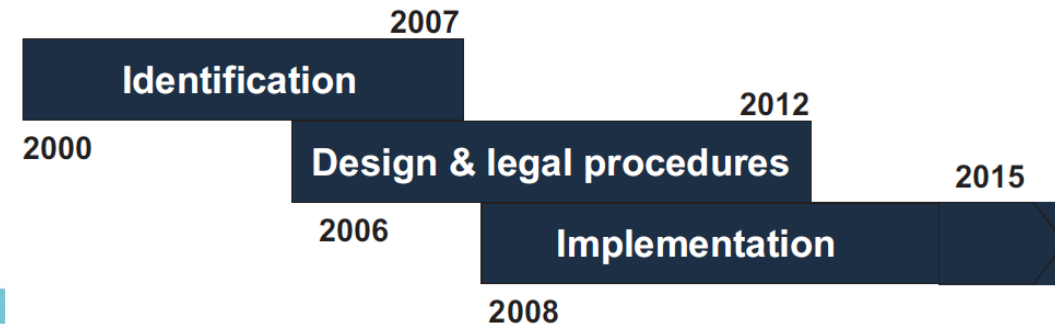 2007
Identification
2000
2012
Design & legal procedures
2006
2015
Implementation
2008